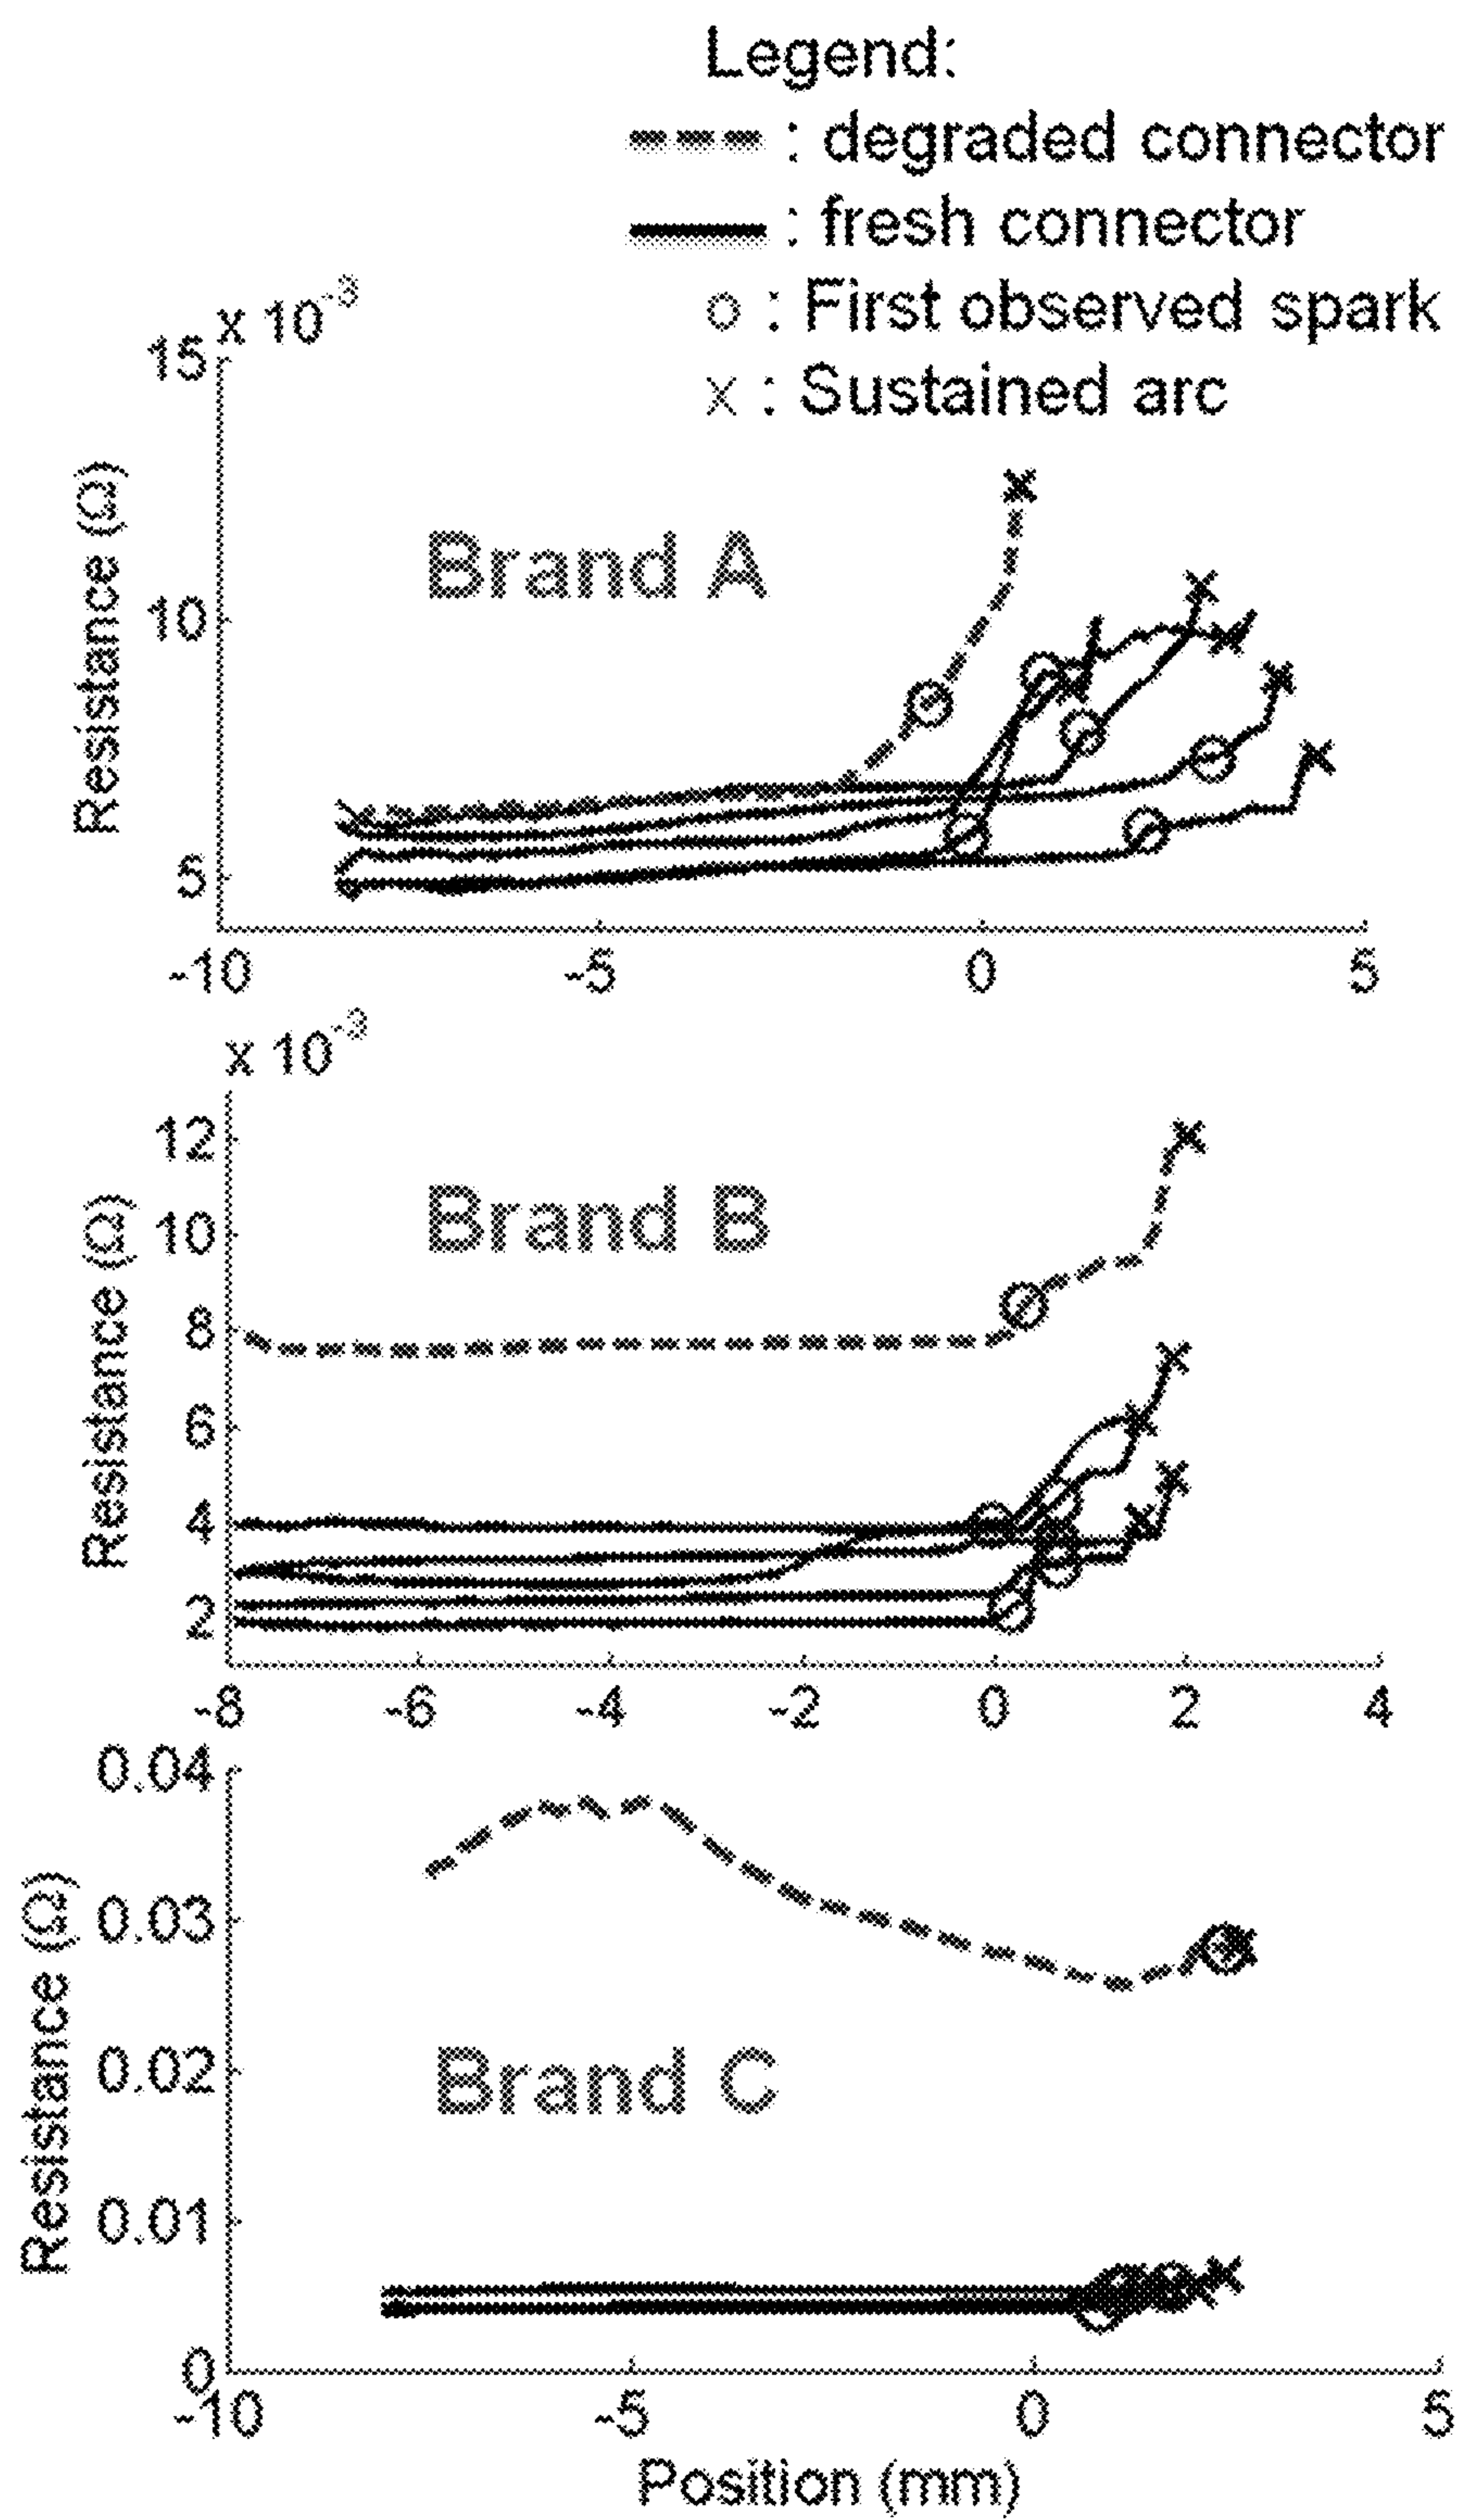 Legend:
: degraded connector
: fresh connector
o : First observed spark
x : Sustained arc
x 10-3
15
10
5
Resistance (Ω)
Brand A
-10 -5 0 5
x 10-3
12
10
8
6
4
2
Resistance (Ω)
Brand B
-8 -6 -4 -2 0 2 4
0.04
0.03
0.02
0.01
0
Resistance (Ω)
Brand C
-10 -5 0 5
Position (mm)